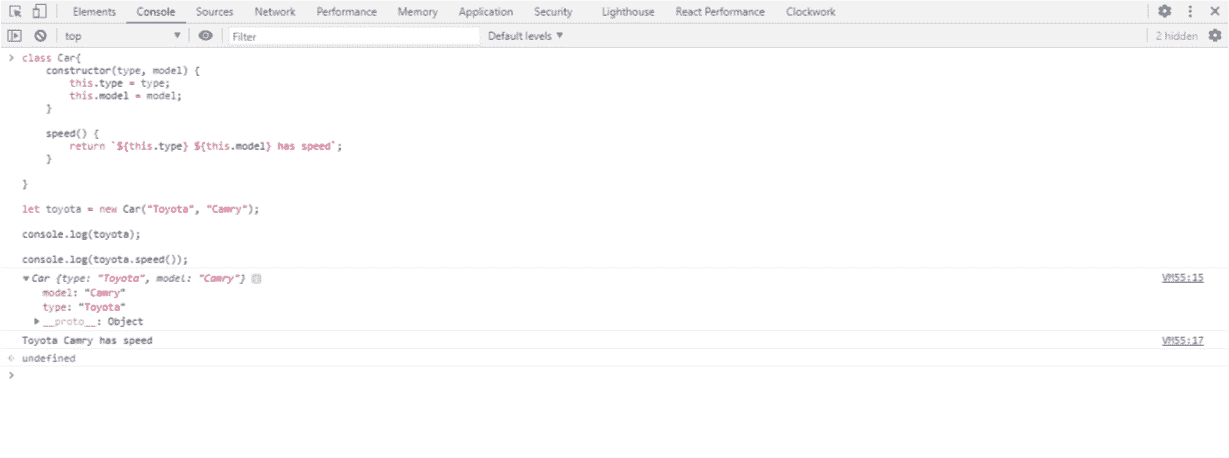 Elements Console Sources Network Performance Memory Application Security Lighthouse React Performance Clockwork
top Filter Default levels 2 hidden
class Car{
    constructor(type, model) {
        this.type = type;
        this.model = model;
    }
    speed() {
        return `${this.type} ${this.model} has speed`;
    }
}
let toyota = new Car("Toyota", "Camry");
console.log(toyota);
console.log(toyota.speed());
Car {type: "Toyota", model: "Camry"} VM55:15
model: "Camry"
type: "Toyota"
__proto__: Object
Toyota Camry has speed VM55:17
undefined